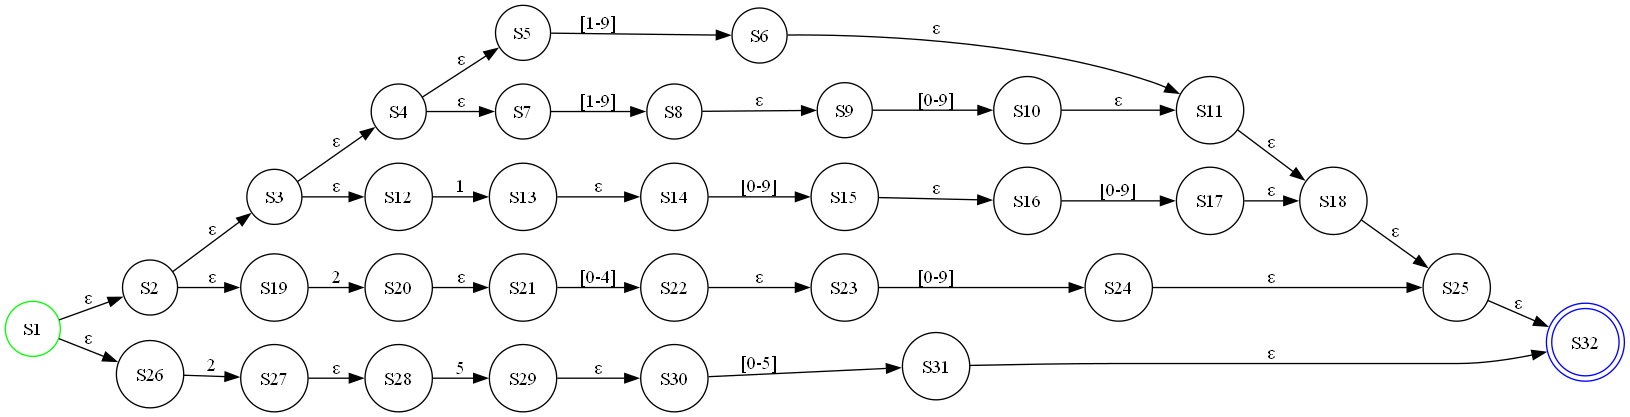 S1 ε S2 ε S3 ε S4 ε S5 [1-9] S6 ε
ε S7 [1-9] S8 ε S9 [0-9] S10 ε S11 ε
ε S12 1 S13 ε S14 [0-9] S15 ε S16 [0-9] S17 ε S18 ε
ε S19 2 S20 ε S21 [0-4] S22 ε S23 [0-9] S24 ε S25 ε
ε S26 2 S27 ε S28 5 S29 ε S30 [0-5] S31 ε S32